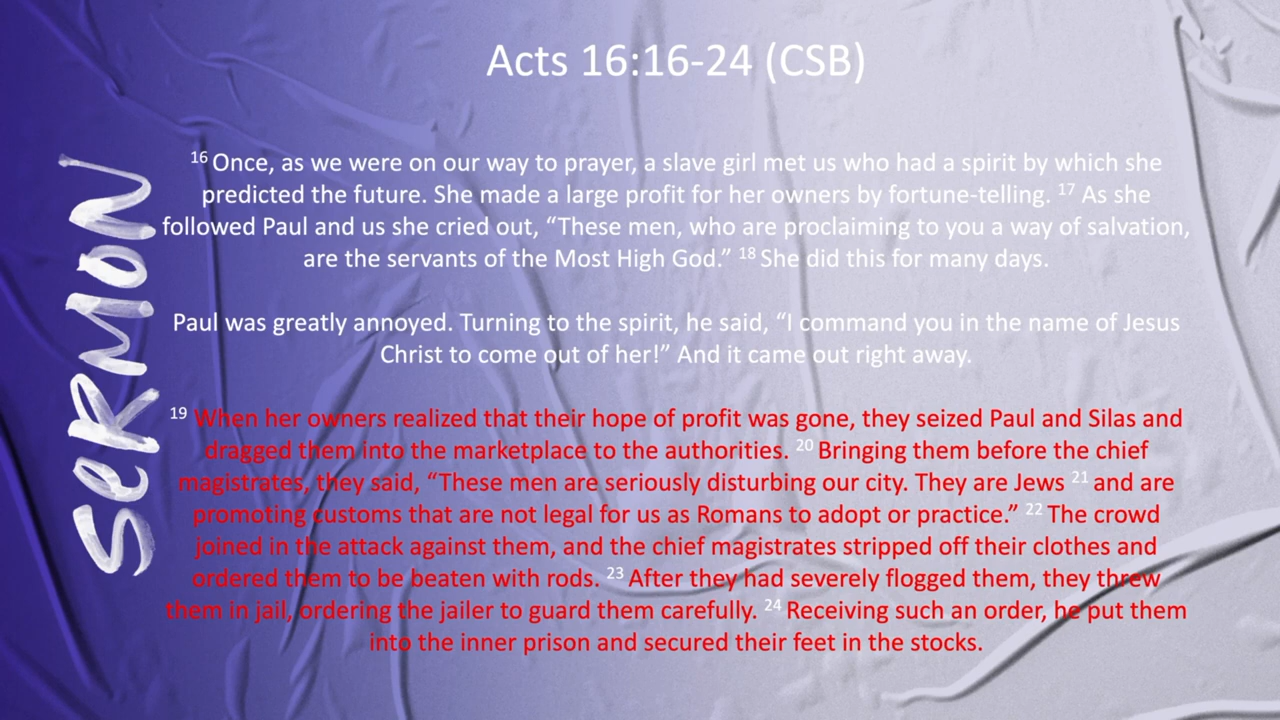 Acts 16:16-24 (CSB)
SERMON
16 Once, as we were on our way to prayer, a slave girl met us who had a spirit by which she
predicted the future. She made a large profit for her owners by fortune-telling. 17 As she
followed Paul and us she cried out, “These men, who are proclaiming to you a way of salvation,
are the servants of the Most High God.” 18 She did this for many days.
Paul was greatly annoyed. Turning to the spirit, he said, “I command you in the name of Jesus
Christ to come out of her!” And it came out right away.
19 When her owners realized that their hope of profit was gone, they seized Paul and Silas and
dragged them into the marketplace to the authorities. 20 Bringing them before the chief
magistrates, they said, “These men are seriously disturbing our city. They are Jews 21 and are
promoting customs that are not legal for us as Romans to adopt or practice.” 22 The crowd
joined in the attack against them, and the chief magistrates stripped off their clothes and
ordered them to be beaten with rods. 23 After they had severely flogged them, they threw
them in jail, ordering the jailer to guard them carefully. 24 Receiving such an order, he put them
into the inner prison and secured their feet in the stocks.